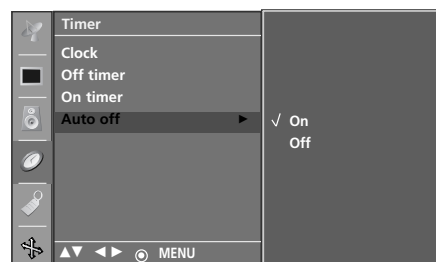 Timer
Clock
Off timer
On timer
Auto off ►
√ On
Off
▲▼ ◄► ◉ MENU